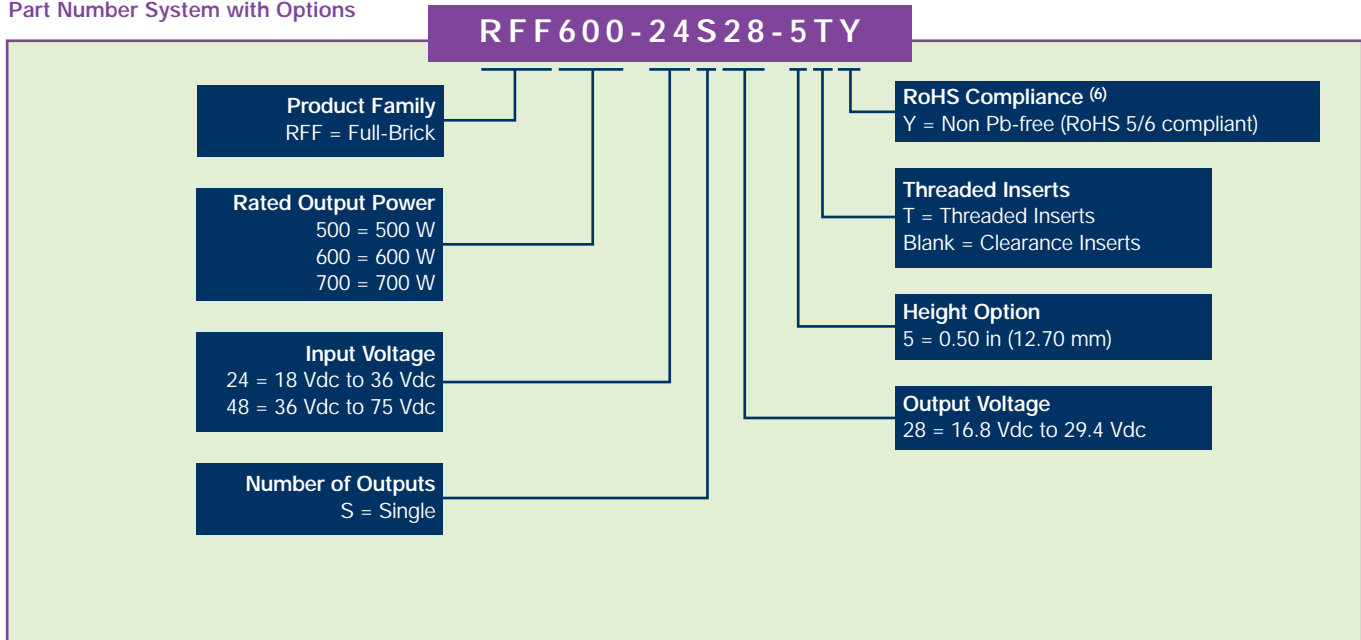 Part Number System with Options
RFF600-24S28-5TY
Product Family
RFF = Full-Brick
Rated Output Power
500 = 500 W
600 = 600 W
700 = 700 W
Input Voltage
24 = 18 Vdc to 36 Vdc
48 = 36 Vdc to 75 Vdc
Number of Outputs
S = Single
RoHS Compliance (6)
Y = Non Pb-free (RoHS 5/6 compliant)
Threaded Inserts
T = Threaded Inserts
Blank = Clearance Inserts
Height Option
5 = 0.50 in (12.70 mm)
Output Voltage
28 = 16.8 Vdc to 29.4 Vdc